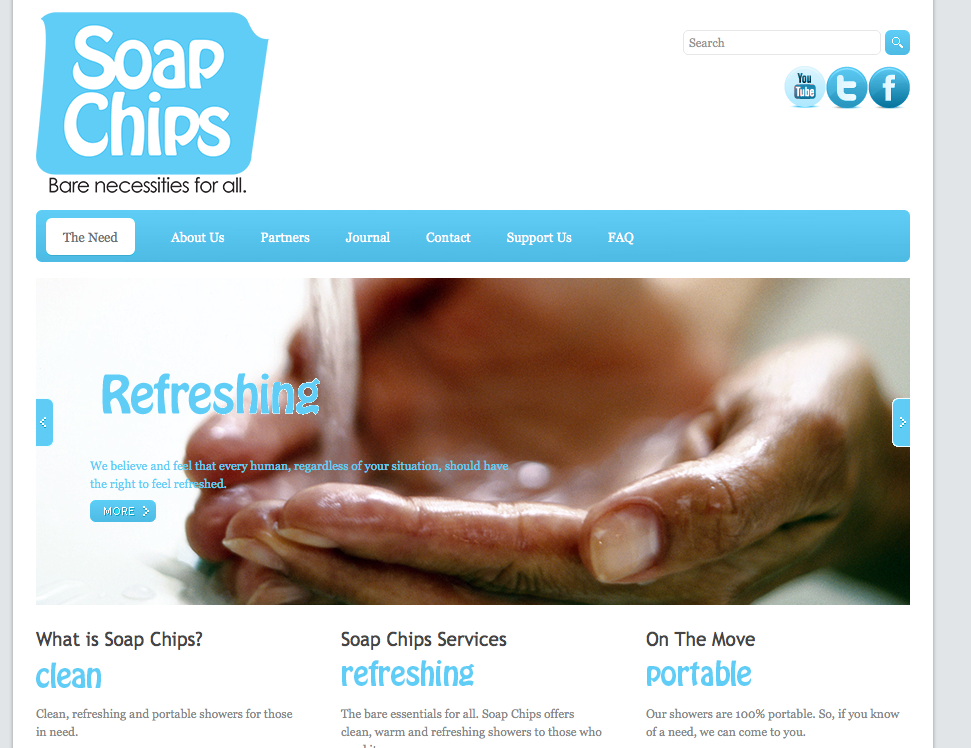 Soap
Chips
Bare necessities for all.
Search
You
Tube
t
f
The Need
About Us
Partners
Journal
Contact
Support Us
FAQ
Refreshing
We believe and feel that every human, regardless of your situation, should have
the right to feel refreshed.
MORE
What is Soap Chips?
clean
Clean, refreshing and portable showers for those
in need.
Soap Chips Services
refreshing
The bare essentials for all. Soap Chips offers
clean, warm and refreshing showers to those who
On The Move
portable
Our showers are 100% portable. So, if you know
of a need, we can come to you.